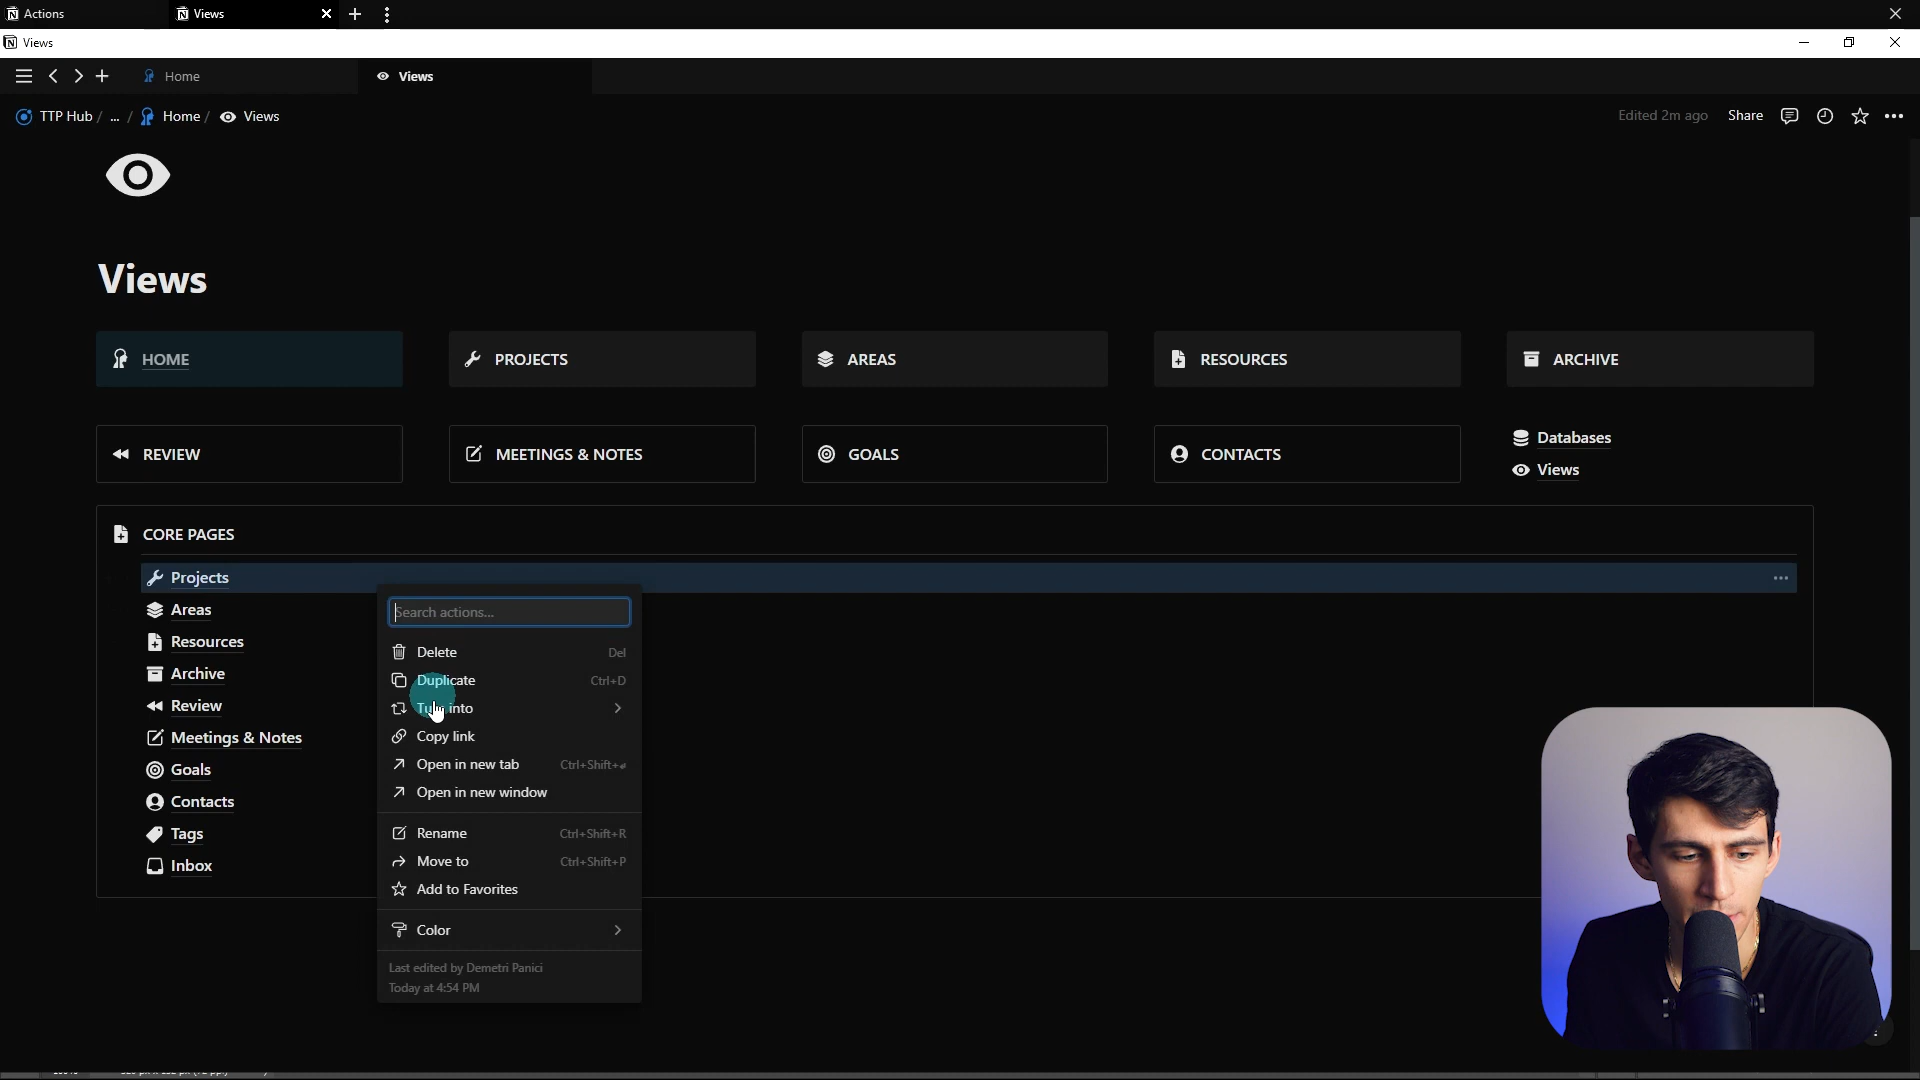 Actions
Views
Views
Home
Views
TTP Hub / ... / Home / Views
Edited 2m ago
Share
Views
HOME
PROJECTS
AREAS
RESOURCES
ARCHIVE
REVIEW
MEETINGS & NOTES
GOALS
CONTACTS
Databases
Views
CORE PAGES
Projects
Areas
Resources
Archive
Review
Meetings & Notes
Goals
Contacts
Tags
Inbox
Search actions...
Delete Del
Duplicate Ctrl+D
Turn into
Copy link
Open in new tab Ctrl+Shift+↵
Open in new window
Rename Ctrl+Shift+R
Move to Ctrl+Shift+P
Add to Favorites
Color
Last edited by Demetri Panici
Today at 4:54 PM